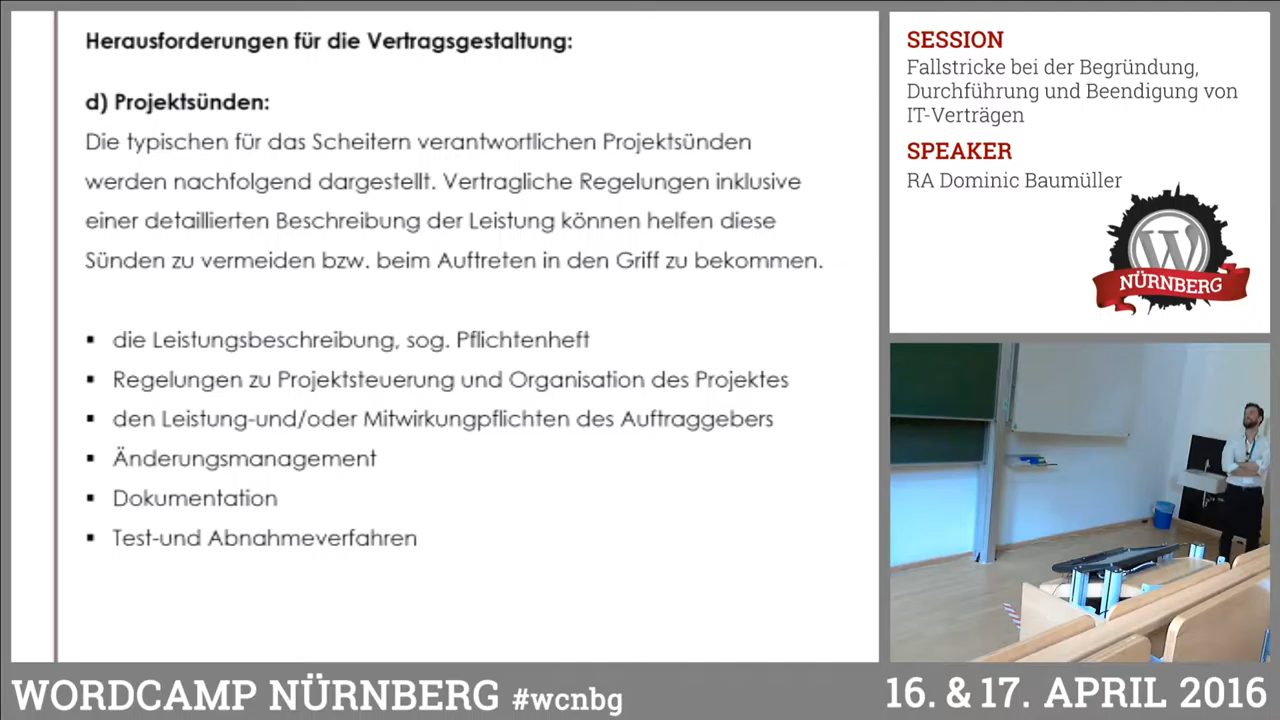 Herausforderungen für die Vertragsgestaltung:
d) Projektsünden:
Die typischen für das Scheitern verantwortlichen Projektsünden
werden nachfolgend dargestellt. Vertragliche Regelungen inklusive
einer detaillierten Beschreibung der Leistung können helfen diese
Sünden zu vermeiden bzw. beim Auftreten in den Griff zu bekommen.
▪ die Leistungsbeschreibung, sog. Pflichtenheft
▪ Regelungen zu Projektsteuerung und Organisation des Projektes
▪ den Leistung-und/oder Mitwirkungpflichten des Auftraggebers
▪ Änderungsmanagement
▪ Dokumentation
▪ Test-und Abnahmeverfahren
SESSION
Fallstricke bei der Begründung,
Durchführung und Beendigung von
IT-Verträgen
SPEAKER
RA Dominic Baumüller
W
NÜRNBERG
WORDCAMP NÜRNBERG #wcnbg
16. & 17. APRIL 2016